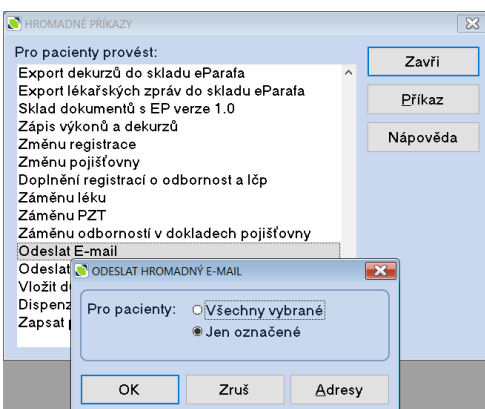 HROMADNÉ PŘÍKAZY
Pro pacienty provést:
Export dekurzů do skladu eParafa
Export lékařských zpráv do skladu eParafa
Sklad dokumentů s EP verze 1.0
Zápis výkonů a dekurzů
Změnu registrace
Změnu pojišťovny
Doplnění registrací o odbornost a lčp
Záměnu léku
Záměnu PZT
Záměnu odborností v dokladech pojišťovny
Odeslat E-mail
Odeslat
Vložit
Dispenz
Zapsat
Zavři
Příkaz
Nápověda
ODESLAT HROMADNÝ E-MAIL
Pro pacienty:
Všechny vybrané
Jen označené
OK
Zruš
Adresy